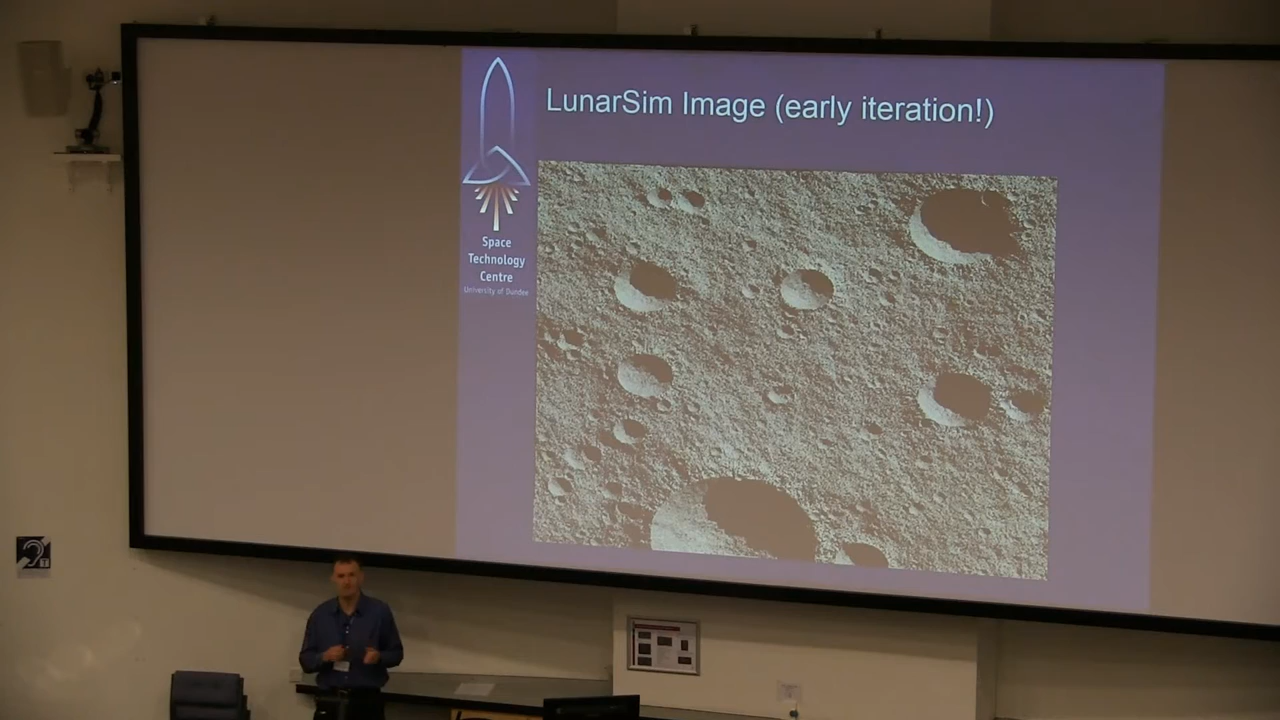 LunarSim Image (early iteration!)
Space
Technology
Centre
University of Dundee
T